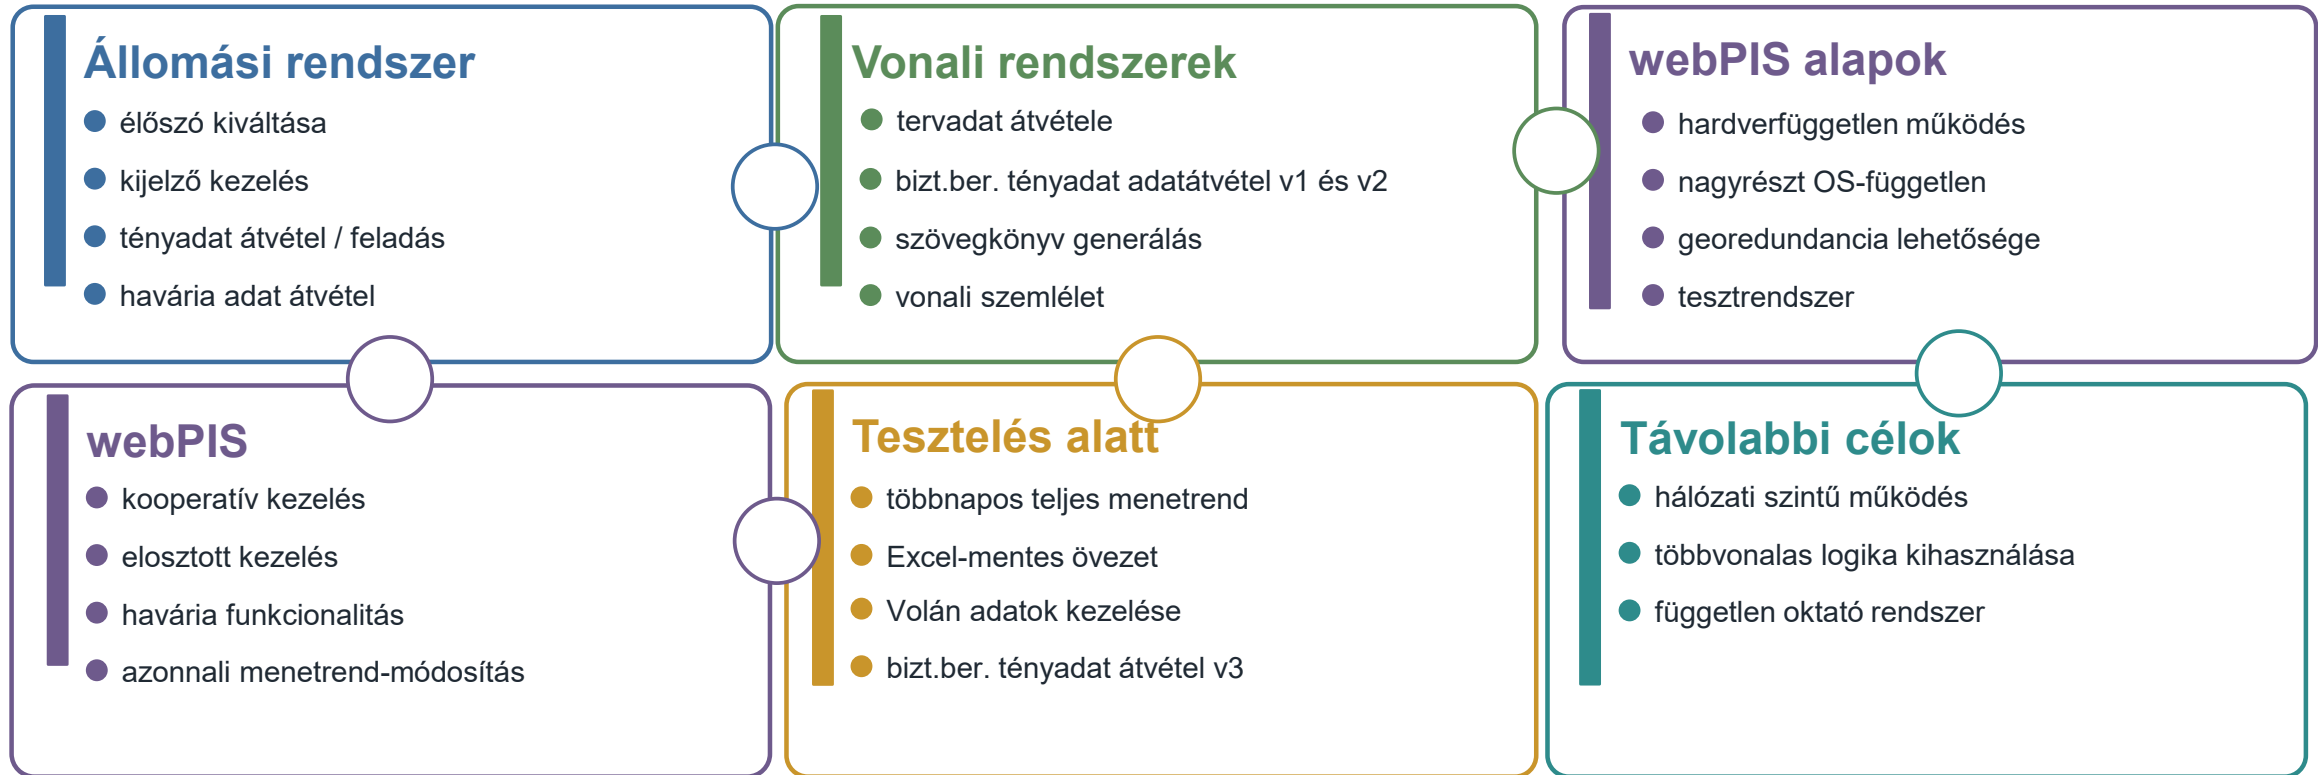 Állomási rendszer
élőszó kiváltása
kijelző kezelés
tényadat átvétel / feladás
havária adat átvétel
Vonali rendszerek
tervadat átvétele
bizt.ber. tényadat adatátvétel v1 és v2
szövegkönyv generálás
vonali szemlélet
webPIS alapok
hardverfüggetlen működés
nagyrészt OS-független
georedundancia lehetősége
tesztrendszer
webPIS
kooperatív kezelés
elosztott kezelés
havária funkcionalitás
azonnali menetrend-módosítás
Tesztelés alatt
többnapos teljes menetrend
Excel-mentes övezet
Volán adatok kezelése
bizt.ber. tényadat átvétel v3
Távolabbi célok
hálózati szintű működés
többvonalas logika kihasználása
független oktató rendszer